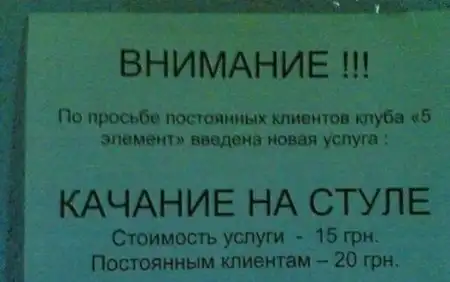 ВНИМАНИЕ !!!
По просьбе постоянных клиентов клуба «5
элемент» введена новая услуга :
КАЧАНИЕ НА СТУЛЕ
Стоимость услуги - 15 грн.
Постоянным клиентам – 20 грн.